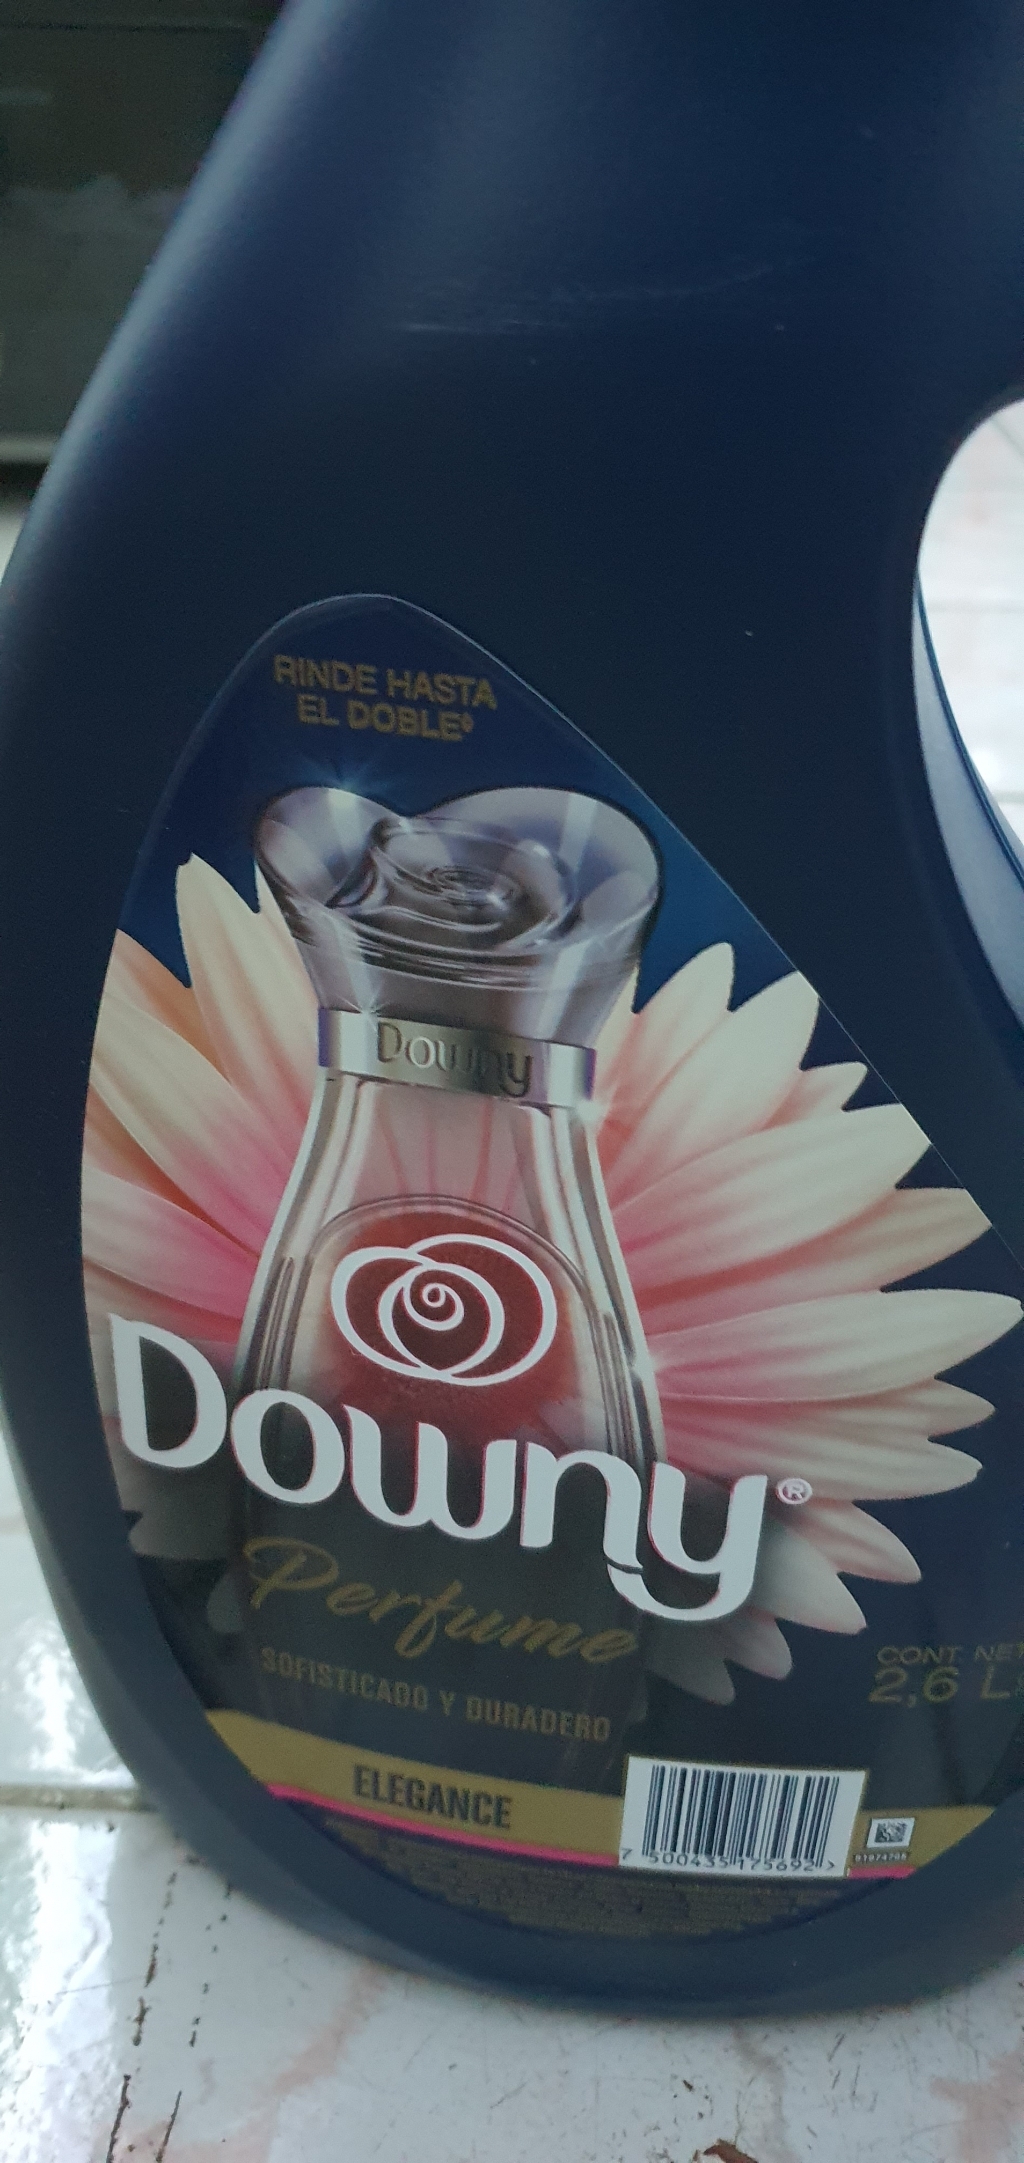 RINDE HASTA
EL DOBLE◊
Downy
Downy®
Perfume
SOFISTICADO Y DURADERO
CONT. NET
2,6 L
ELEGANCE
7 500435 175692 >